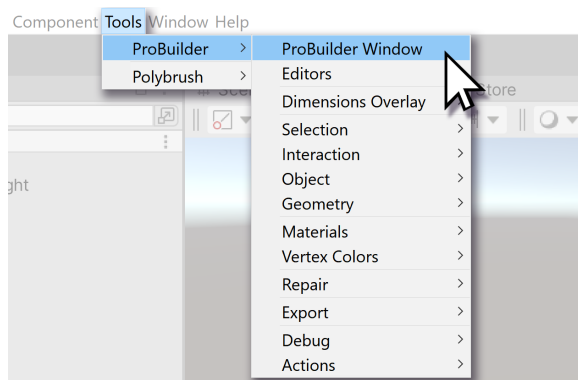 Component Tools Window Help
ProBuilder
Polybrush
ProBuilder Window
Editors
Dimensions Overlay
Selection
Interaction
Object
Geometry
Materials
Vertex Colors
Repair
Export
Debug
Actions